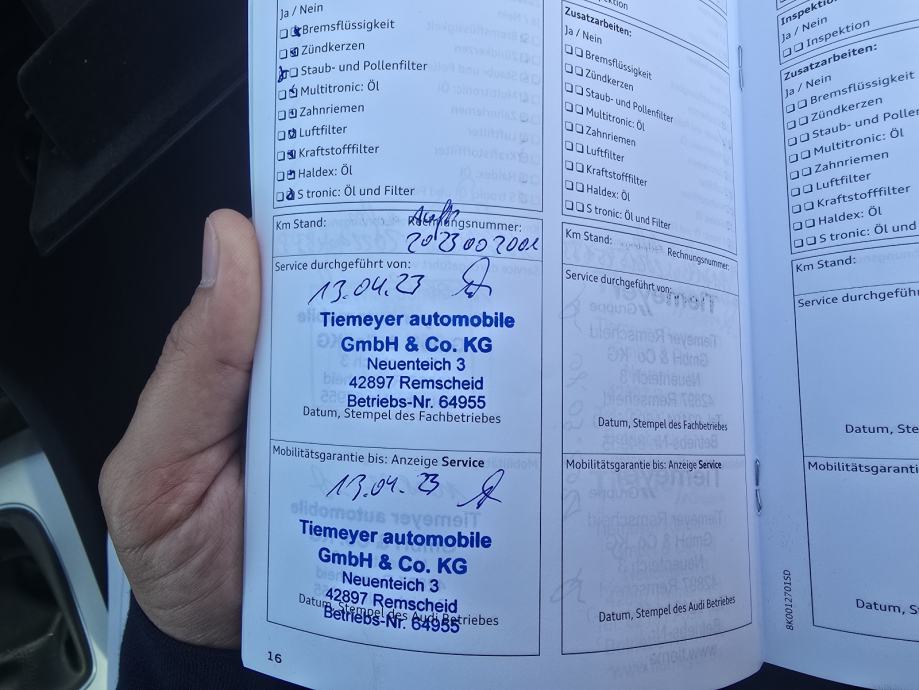 Ja / Nein
Bremsflüssigkeit
Zündkerzen
Staub- und Pollenfilter
Multitronic: Öl
Zahnriemen
Luftfilter
Kraftstofffilter
Haldex: Öl
S tronic: Öl und Filter
Km Stand:
Rechnungsnummer:
Service durchgeführt von:
13.04.23
Tiemeyer automobile
GmbH & Co. KG
Neuenteich 3
42897 Remscheid
Betriebs-Nr. 64955
Datum, Stempel des Fachbetriebes
Mobilitätsgarantie bis: Anzeige Service
13.04.23
Tiemeyer automobile
GmbH & Co. KG
Neuenteich 3
42897 Remscheid
Datum, Stempel des Audi Betriebes
Betriebs-Nr. 64955
16
Zusatzarbeiten:
Ja / Nein
Bremsflüssigkeit
Zündkerzen
Staub- und Pollenfilter
Multitronic: Öl
Zahnriemen
Luftfilter
Kraftstofffilter
Haldex: Öl
S tronic: Öl und Filter
Km Stand:
Rechnungsnummer:
Service durchgeführt von:
Datum, Stempel des Fachbetriebes
Mobilitätsgarantie bis: Anzeige Service
Datum, Stempel des Audi Betriebes
BK0012701SD
Ja / Nein
Inspektion
Zusatzarbeiten:
Ja / Nein
Bremsflüssigkeit
Zündkerzen
Staub- und Pollen
Multitronic: Öl
Zahnriemen
Luftfilter
Kraftstofffilter
Haldex: Öl
S tronic: Öl und
Km Stand:
Service durchgefüh
Datum, Ste
Mobilitätsgaranti
Datum, S